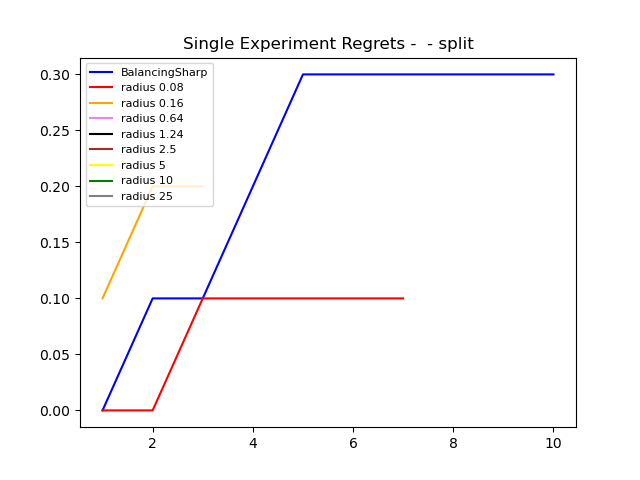 Single Experiment Regrets -  - split
BalancingSharp
radius 0.08
radius 0.16
radius 0.64
radius 1.24
radius 2.5
radius 5
radius 10
radius 25
0.30
0.25
0.20
0.15
0.10
0.05
0.00
2 4 6 8 10